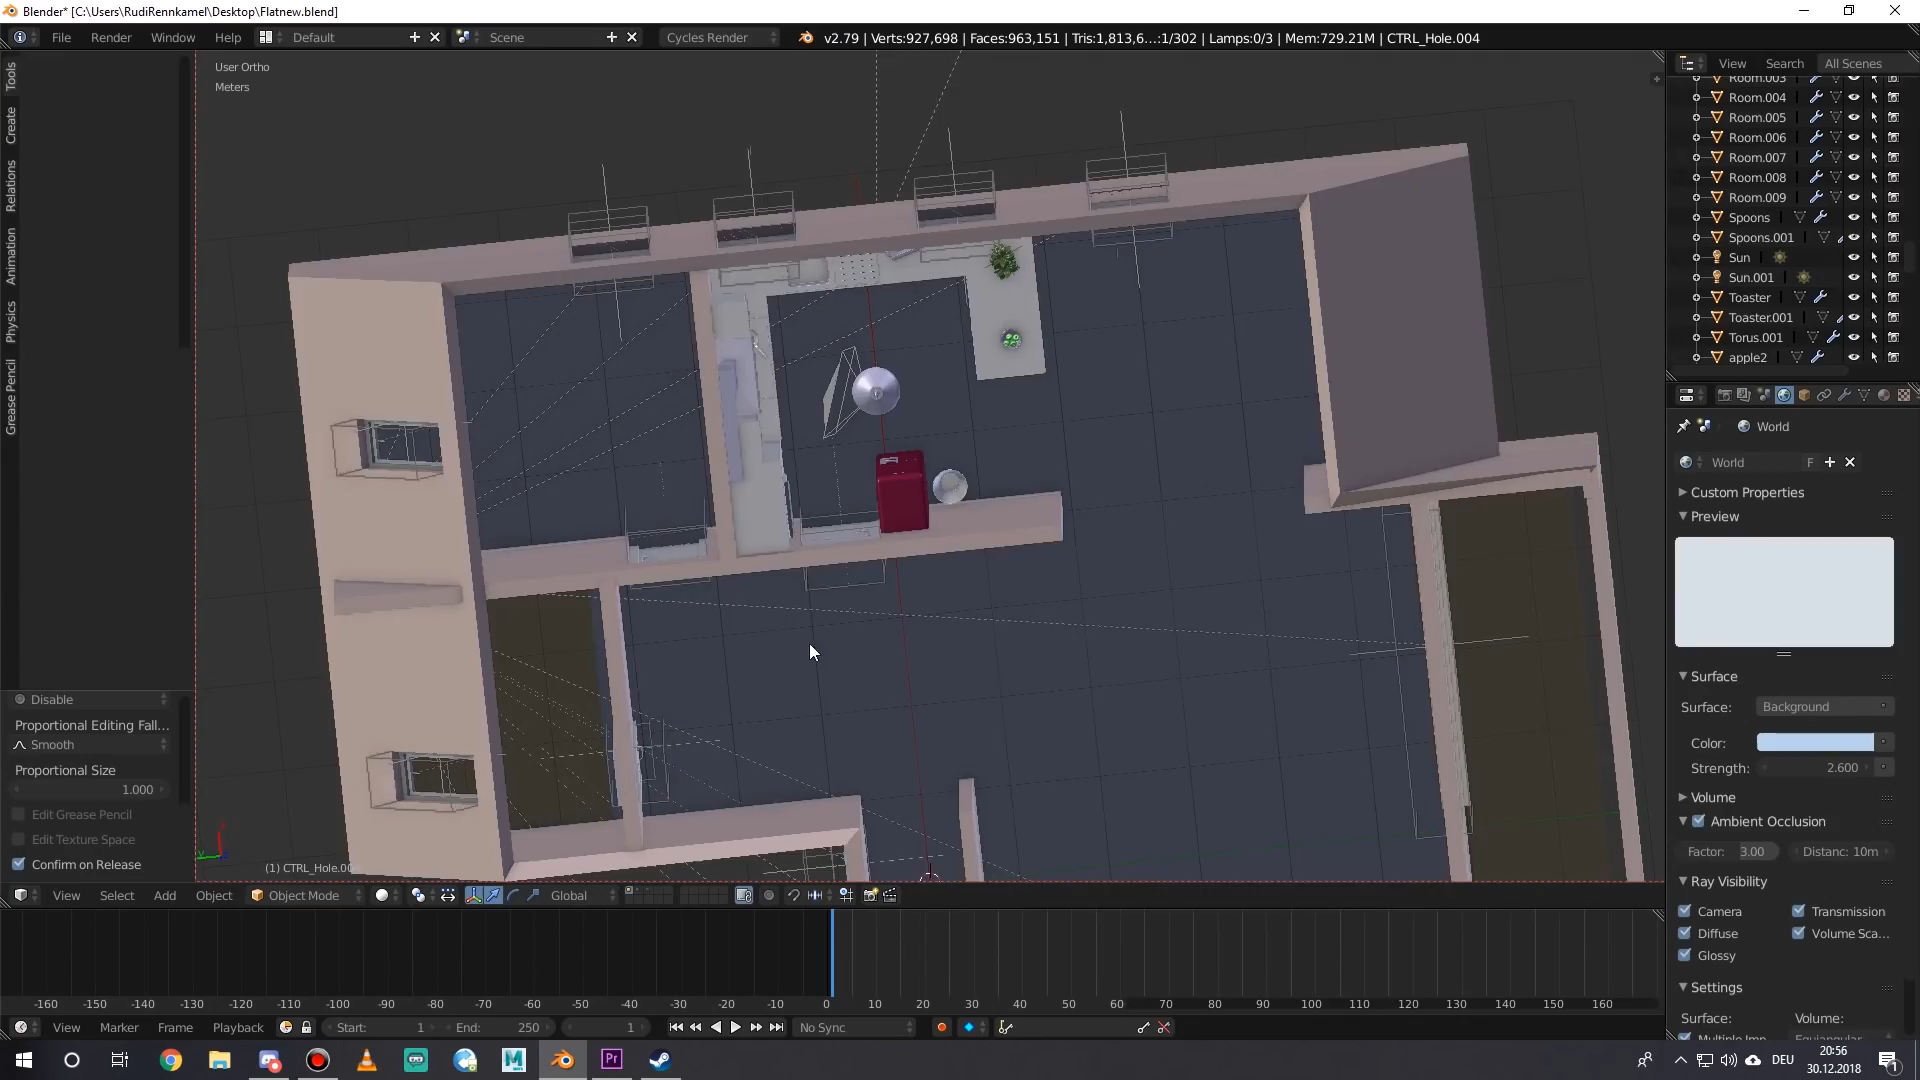 Blender* [C:\Users\RudiRennkamel\Desktop\Flatnew.blend]
File Render Window Help Default Scene Cycles Render v2.79 | Verts:927,698 | Faces:963,151 | Tris:1,813,6...:1/302 | Lamps:0/3 | Mem:729.21M | CTRL_Hole.004
User Ortho
Meters
Tools
Create
Relations
Animation
Physics
Grease Pencil
Disable
Proportional Editing Fall...
Smooth
Proportional Size
1.000
Edit Grease Pencil
Edit Texture Space
Confirm on Release
(1) CTRL_Hole.00
View Select Add Object Object Mode Global
-160 -150 -140 -130 -120 -110 -100 -90 -80 -70 -60 -50 -40 -30 -20 -10 0 10 20 30 40 50 60 70 80 90 100 110 120 130 140 150 160
View Marker Frame Playback Start: 1 End: 250 1 No Sync
View Search All Scenes
Room.003
Room.004
Room.005
Room.006
Room.007
Room.008
Room.009
Spoons
Spoons.001
Sun
Sun.001
Toaster
Toaster.001
Torus.001
apple2
World
World F
Custom Properties
Preview
Surface
Surface: Background
Color:
Strength: 2.600
Volume
Ambient Occlusion
Factor: 3.00 Distanc: 10m
Ray Visibility
Camera Transmission
Diffuse Volume Sca...
Glossy
Settings
Surface: Volume:
DEU
20:56
30.12.2018